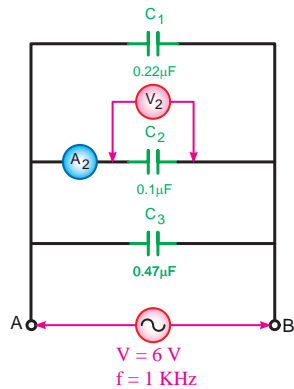 C1
0.22μF
V2
A2
C2
0.1μF
C3
0.47μF
A
B
V = 6 V
f = 1 KHz